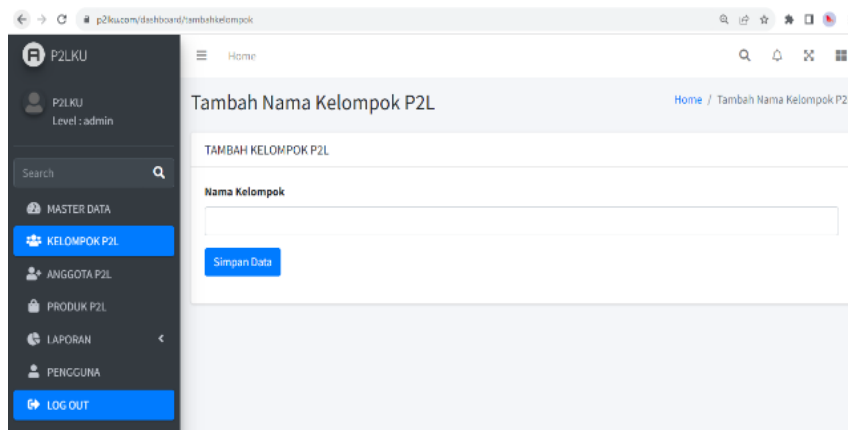 p2lku.com/dashboard/tambahkelompok
P2LKU
Home
P2LKU
Level : admin
Tambah Nama Kelompok P2L
Home / Tambah Nama Kelompok P2
TAMBAH KELOMPOK P2L
Search
Nama Kelompok
MASTER DATA
KELOMPOK P2L
Simpan Data
ANGGOTA P2L
PRODUK P2L
LAPORAN
PENGGUNA
LOG OUT